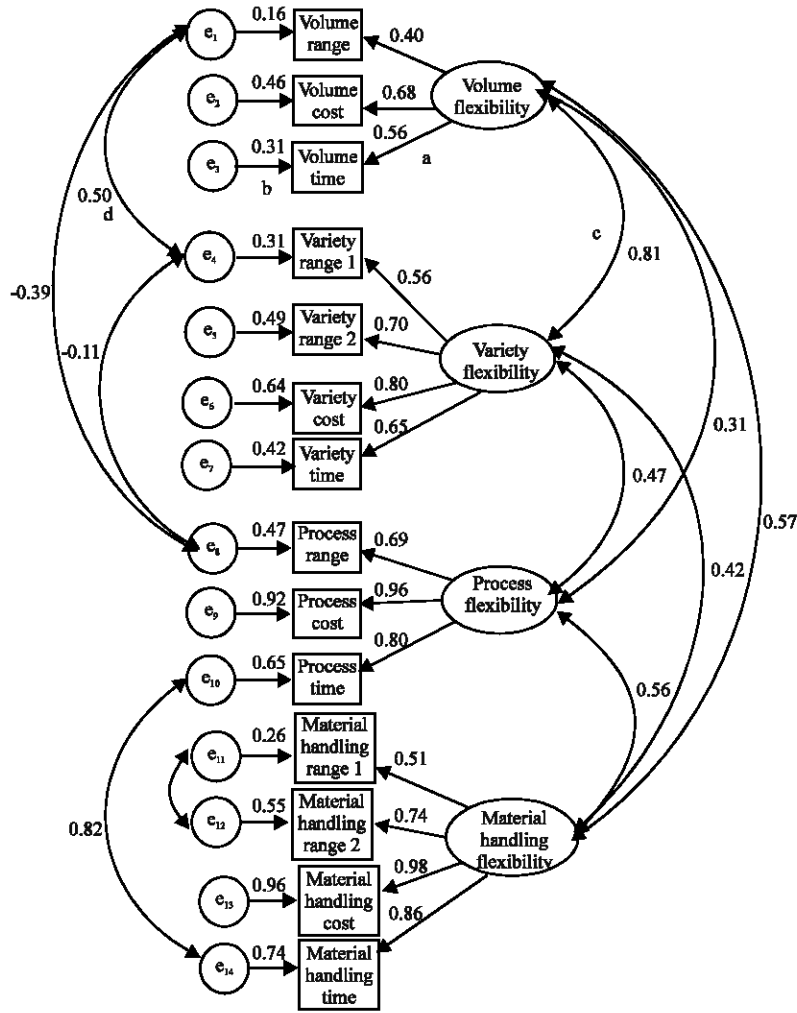 e₁ 0.16 Volume range 0.40
e₂ 0.46 Volume cost 0.68 Volume flexibility
e₃ 0.31 Volume time 0.56
b a
0.50
d
c 0.81
e₄ 0.31 Variety range 1 0.56
-0.39
-0.11
e₅ 0.49 Variety range 2 0.70 Variety flexibility
e₆ 0.64 Variety cost 0.80
e₇ 0.42 Variety time 0.65
0.31
0.47
0.57
0.42
e₈ 0.47 Process range 0.69
e₉ 0.92 Process cost 0.96 Process flexibility
e₁₀ 0.65 Process time 0.80
0.56
e₁₁ 0.26 Material handling range 1 0.51
e₁₂ 0.55 Material handling range 2 0.74 Material handling flexibility
0.82
e₁₃ 0.96 Material handling cost 0.98
e₁₄ 0.74 Material handling time 0.86